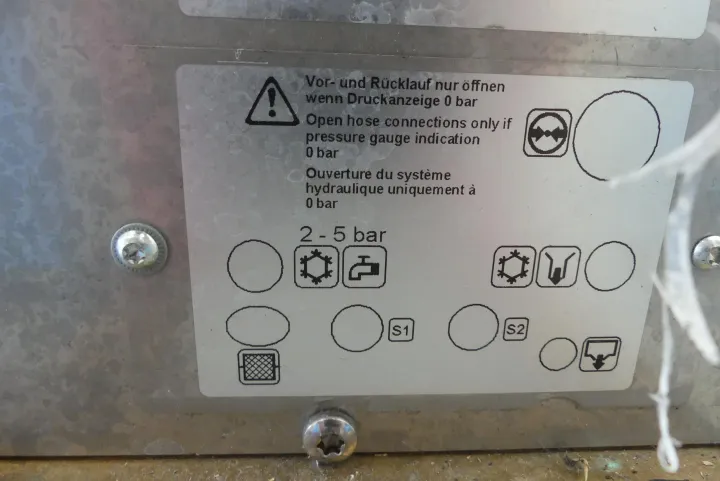 Vor- und Rücklauf nur öffnen
wenn Druckanzeige 0 bar
Open hose connections only if
pressure gauge indication
0 bar
Ouverture du système
hydraulique uniquement à
0 bar
2 - 5 bar
S1
S2